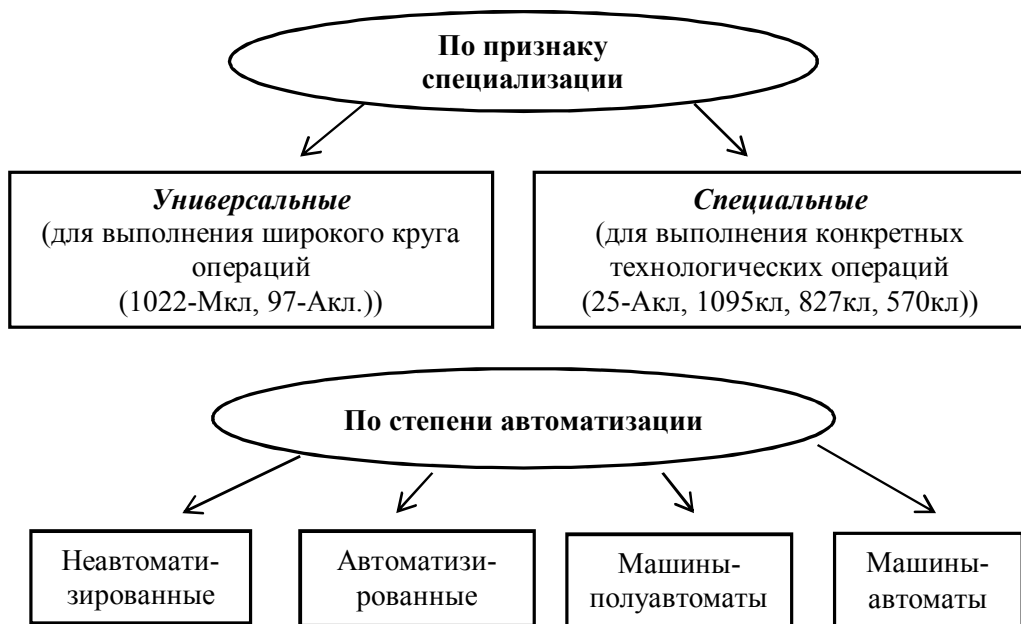 По признаку
специализации
Универсальные
(для выполнения широкого круга
операций
(1022-Мкл, 97-Акл.))
Специальные
(для выполнения конкретных
технологических операций
(25-Акл, 1095кл, 827кл, 570кл))
По степени автоматизации
Неавтомати-
зированные
Автоматизи-
рованные
Машины-
полуавтоматы
Машины-
автоматы